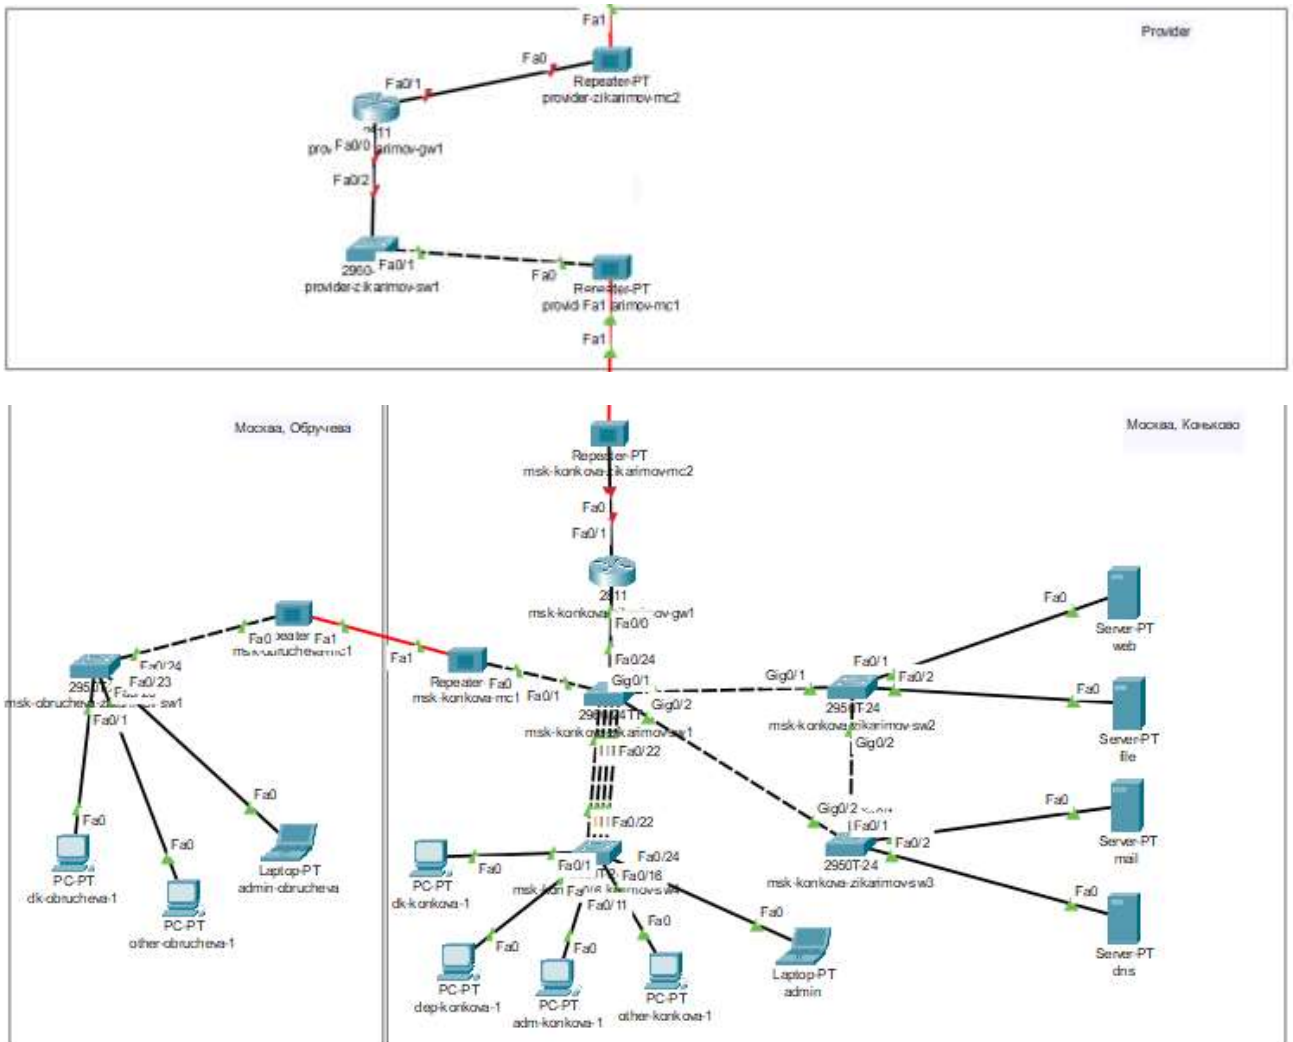 Provider
Fa1
Fa0
Repeater-PT
provider-zikarimov-mc2
Fa0/1
Fa0/0
Fa0/2
Fa0/1
provider-zikarimov-sw1
Fa0
Repeater-PT
Fa1
Fa1
Москва, Обручева
Москва, Коньково
Repeater-PT
msk-konkova-zikarimov-mc2
Fa0
Fa0/1
2811
Fa0/0
Fa0/24
Fa0
Fa1
Fa0/24
Fa0/23
Fa0/1
Fa1
Fa0
msk-konkova-mc1
Fa0/1
Gig0/1
Gig0/2
Gig0/1
Fa0/1
Fa0/2
2950T-24
msk-konkova-zikarimov-sw2
Gig0/2
Fa0
Server-PT
web
Fa0
Server-PT
file
Fa0/22
Fa0/22
Gig0/2
Fa0/1
Fa0/2
2950T-24
msk-konkova-zikarimov-sw3
Fa0
Server-PT
mail
Fa0
Server-PT
dns
Fa0
PC-PT
dk-obrucheva-1
Fa0
PC-PT
other-obrucheva-1
Fa0
Laptop-PT
admin-obrucheva
Fa0/1
Fa0/24
Fa0/16
Fa0/11
Fa0
PC-PT
dk-konkova-1
Fa0
PC-PT
dep-konkova-1
Fa0
PC-PT
adm-konkova-1
Fa0
PC-PT
other-konkova-1
Fa0
Laptop-PT
admin